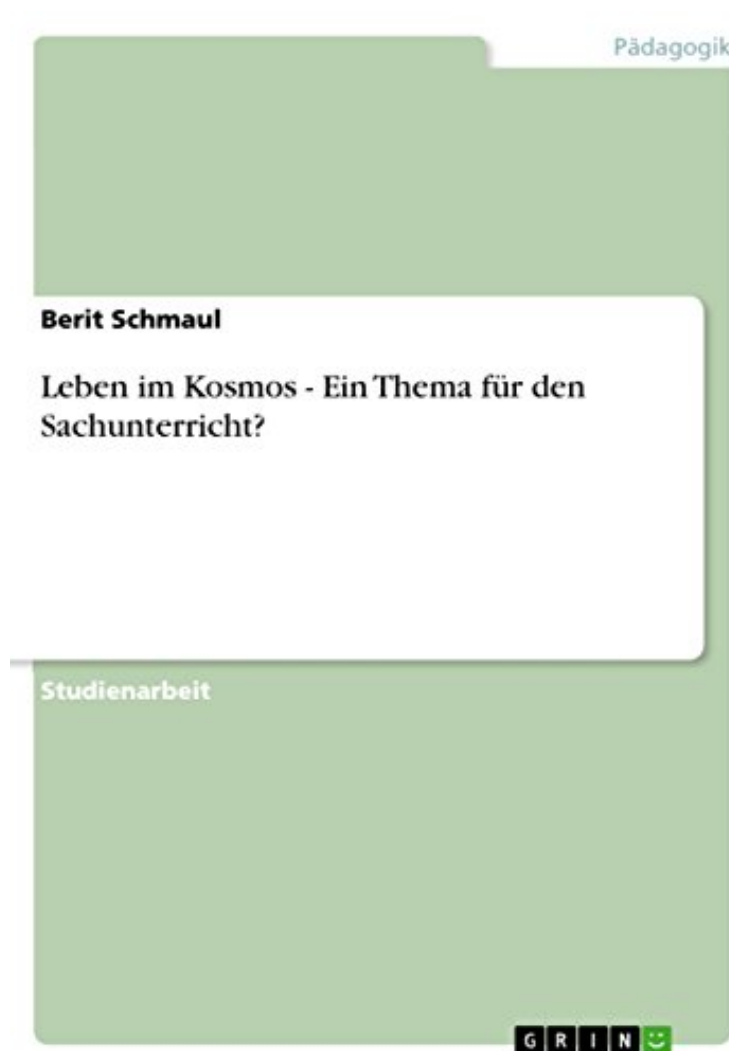 Pädagogik
Berit Schmaul
Leben im Kosmos - Ein Thema für den
Sachunterricht?
Studienarbeit
GRIN